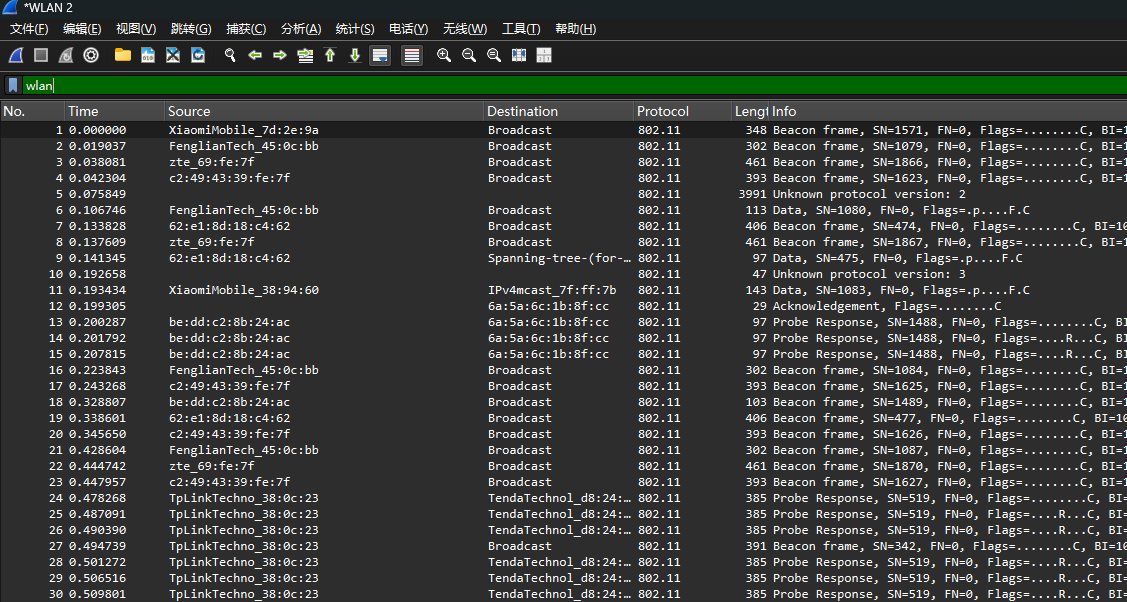 *WLAN 2
文件(F) 编辑(E) 视图(V) 跳转(G) 捕获(C) 分析(A) 统计(S) 电话(Y) 无线(W) 工具(T) 帮助(H)
wlan
No. Time Source Destination Protocol Lengt Info
1 0.000000 XiaomiMobile_7d:2e:9a Broadcast 802.11 348 Beacon frame, SN=1571, FN=0, Flags=........C, BI=1
2 0.019037 FenglianTech_45:0c:bb Broadcast 802.11 302 Beacon frame, SN=1079, FN=0, Flags=........C, BI=1
3 0.038081 zte_69:fe:7f Broadcast 802.11 461 Beacon frame, SN=1866, FN=0, Flags=........C, BI=1
4 0.042304 c2:49:43:39:fe:7f Broadcast 802.11 393 Beacon frame, SN=1623, FN=0, Flags=........C, BI=1
5 0.075849 802.11 3991 Unknown protocol version: 2
6 0.106746 FenglianTech_45:0c:bb Broadcast 802.11 113 Data, SN=1080, FN=0, Flags=.p....F.C
7 0.133828 62:e1:8d:18:c4:62 Broadcast 802.11 406 Beacon frame, SN=474, FN=0, Flags=........C, BI=10
8 0.137609 zte_69:fe:7f Broadcast 802.11 461 Beacon frame, SN=1867, FN=0, Flags=........C, BI=1
9 0.141345 62:e1:8d:18:c4:62 Spanning-tree-(for-… 802.11 97 Data, SN=475, FN=0, Flags=.p....F.C
10 0.192658 802.11 47 Unknown protocol version: 3
11 0.193434 XiaomiMobile_38:94:60 IPv4mcast_7f:ff:7b 802.11 143 Data, SN=1083, FN=0, Flags=.p....F.C
12 0.199305 6a:5a:6c:1b:8f:cc 802.11 29 Acknowledgement, Flags=........C
13 0.200287 be:dd:c2:8b:24:ac 6a:5a:6c:1b:8f:cc 802.11 97 Probe Response, SN=1488, FN=0, Flags=........C, BI
14 0.201792 be:dd:c2:8b:24:ac 6a:5a:6c:1b:8f:cc 802.11 97 Probe Response, SN=1488, FN=0, Flags=....R...C, BI
15 0.207815 be:dd:c2:8b:24:ac 6a:5a:6c:1b:8f:cc 802.11 97 Probe Response, SN=1488, FN=0, Flags=....R...C, BI
16 0.223843 FenglianTech_45:0c:bb Broadcast 802.11 302 Beacon frame, SN=1084, FN=0, Flags=........C, BI=1
17 0.243268 c2:49:43:39:fe:7f Broadcast 802.11 393 Beacon frame, SN=1625, FN=0, Flags=........C, BI=1
18 0.328807 be:dd:c2:8b:24:ac Broadcast 802.11 103 Beacon frame, SN=1489, FN=0, Flags=........C, BI=1
19 0.338601 62:e1:8d:18:c4:62 Broadcast 802.11 406 Beacon frame, SN=477, FN=0, Flags=........C, BI=10
20 0.345650 c2:49:43:39:fe:7f Broadcast 802.11 393 Beacon frame, SN=1626, FN=0, Flags=........C, BI=1
21 0.428604 FenglianTech_45:0c:bb Broadcast 802.11 302 Beacon frame, SN=1087, FN=0, Flags=........C, BI=1
22 0.444742 zte_69:fe:7f Broadcast 802.11 461 Beacon frame, SN=1870, FN=0, Flags=........C, BI=1
23 0.447957 c2:49:43:39:fe:7f Broadcast 802.11 393 Beacon frame, SN=1627, FN=0, Flags=........C, BI=1
24 0.478268 TpLinkTechno_38:0c:23 TendaTechnol_d8:24:… 802.11 385 Probe Response, SN=519, FN=0, Flags=........C, BI=
25 0.487091 TpLinkTechno_38:0c:23 TendaTechnol_d8:24:… 802.11 385 Probe Response, SN=519, FN=0, Flags=....R...C, BI=
26 0.490390 TpLinkTechno_38:0c:23 TendaTechnol_d8:24:… 802.11 385 Probe Response, SN=519, FN=0, Flags=....R...C, BI=
27 0.494739 TpLinkTechno_38:0c:23 Broadcast 802.11 391 Beacon frame, SN=342, FN=0, Flags=........C, BI=10
28 0.501272 TpLinkTechno_38:0c:23 TendaTechnol_d8:24:… 802.11 385 Probe Response, SN=519, FN=0, Flags=....R...C, BI=
29 0.506516 TpLinkTechno_38:0c:23 TendaTechnol_d8:24:… 802.11 385 Probe Response, SN=519, FN=0, Flags=....R...C, BI=
30 0.509801 TpLinkTechno_38:0c:23 TendaTechnol_d8:24:… 802.11 385 Probe Response, SN=519, FN=0, Flags=....R...C, BI=